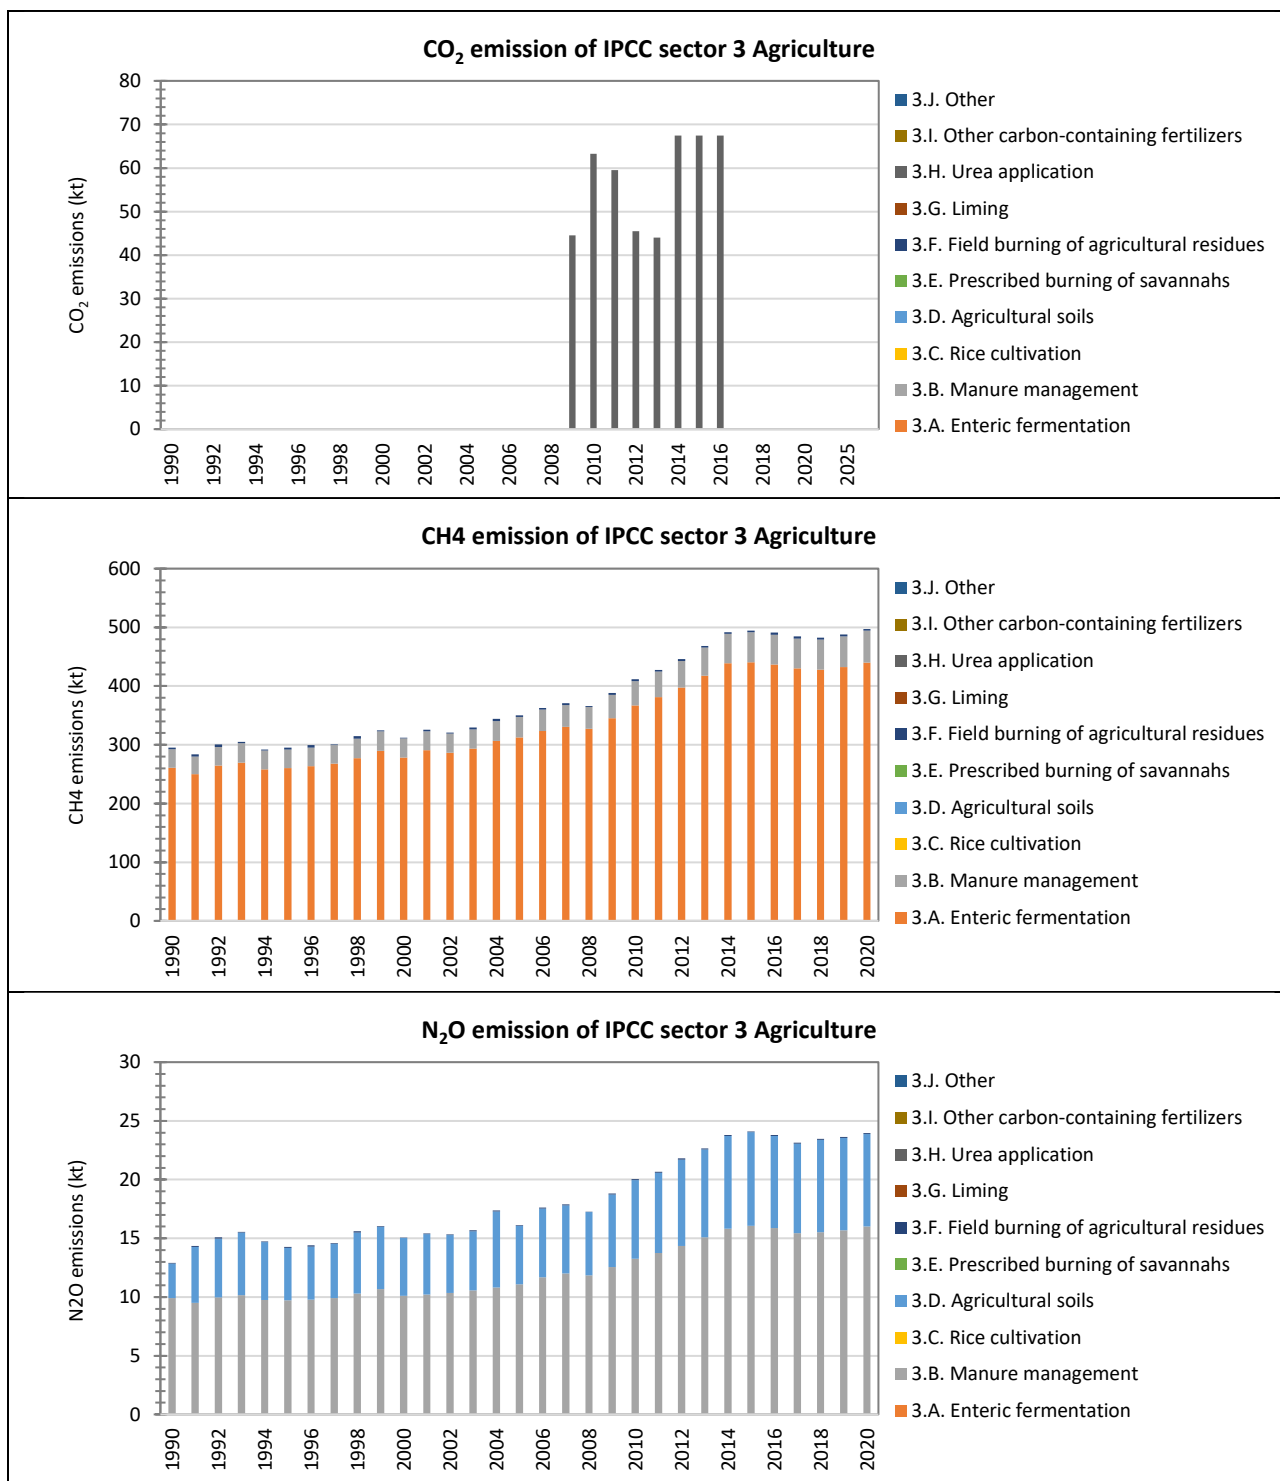 CO₂ emission of IPCC sector 3 Agriculture
CO₂ emissions (kt)
80
70
60
50
40
30
20
10
0
1990 1992 1994 1996 1998 2000 2002 2004 2006 2008 2010 2012 2014 2016 2018 2020 2025
3.J. Other
3.I. Other carbon-containing fertilizers
3.H. Urea application
3.G. Liming
3.F. Field burning of agricultural residues
3.E. Prescribed burning of savannahs
3.D. Agricultural soils
3.C. Rice cultivation
3.B. Manure management
3.A. Enteric fermentation
CH4 emission of IPCC sector 3 Agriculture
CH4 emissions (kt)
600
500
400
300
200
100
0
1990 1992 1994 1996 1998 2000 2002 2004 2006 2008 2010 2012 2014 2016 2018 2020
3.J. Other
3.I. Other carbon-containing fertilizers
3.H. Urea application
3.G. Liming
3.F. Field burning of agricultural residues
3.E. Prescribed burning of savannahs
3.D. Agricultural soils
3.C. Rice cultivation
3.B. Manure management
3.A. Enteric fermentation
N₂O emission of IPCC sector 3 Agriculture
N2O emissions (kt)
30
25
20
15
10
5
0
1990 1992 1994 1996 1998 2000 2002 2004 2006 2008 2010 2012 2014 2016 2018 2020
3.J. Other
3.I. Other carbon-containing fertilizers
3.H. Urea application
3.G. Liming
3.F. Field burning of agricultural residues
3.E. Prescribed burning of savannahs
3.D. Agricultural soils
3.C. Rice cultivation
3.B. Manure management
3.A. Enteric fermentation